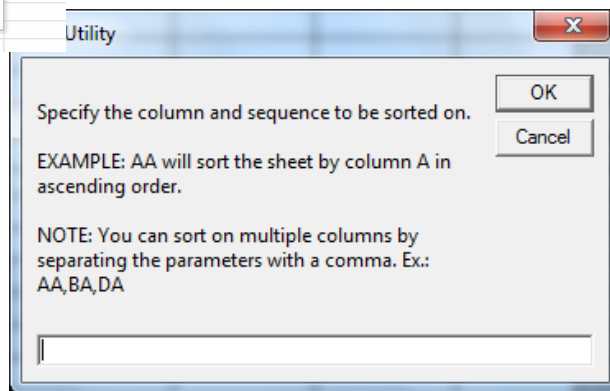 Utility
OK
Specify the column and sequence to be sorted on.
Cancel
EXAMPLE: AA will sort the sheet by column A in
ascending order.
NOTE: You can sort on multiple columns by
separating the parameters with a comma. Ex.:
AA,BA,DA